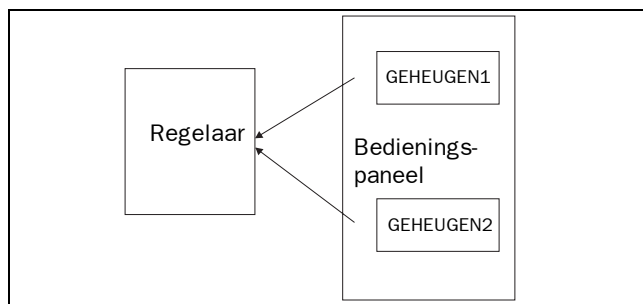 GEHEUGEN1
Regelaar
Bedienings-
paneel
GEHEUGEN2